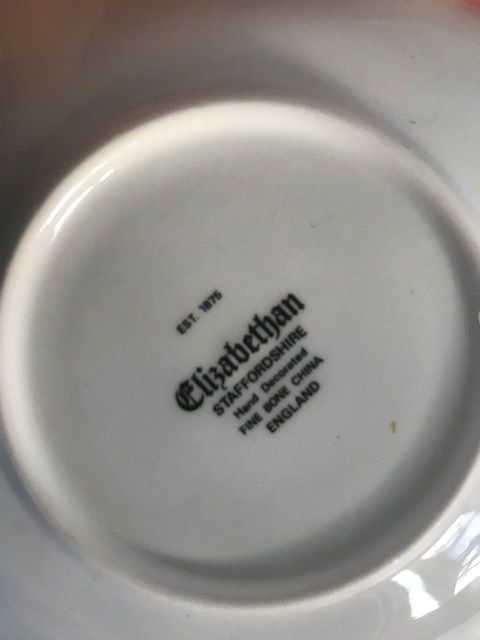 EST. 1875
Elizabethan
STAFFORDSHIRE
Hand Decorated
FINE BONE CHINA
ENGLAND